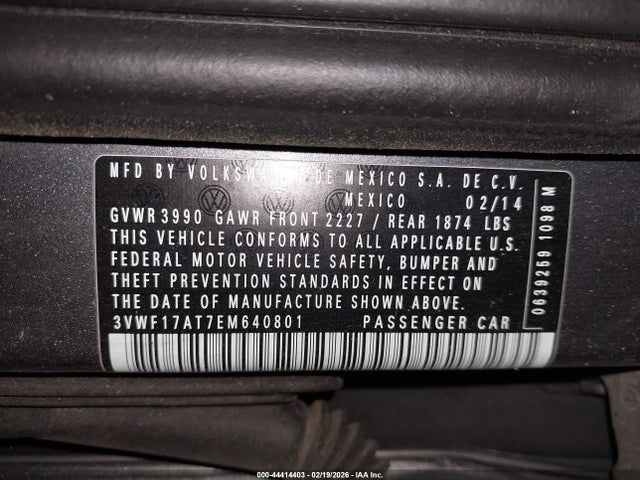 MFD BY VOLKSW DE MEXICO S.A. DE C.V.
MEXICO 02/14
GVWR 3990 GAWR FRONT 2227 / REAR 1874 LBS
THIS VEHICLE CONFORMS TO ALL APPLICABLE U.S.
FEDERAL MOTOR VEHICLE SAFETY, BUMPER AND
THEFT PREVENTION STANDARDS IN EFFECT ON
THE DATE OF MANUFACTURE SHOWN ABOVE.
3VWF17AT7EM640801 PASSENGER CAR
0639259 1098 M
000-44414403 - 02/19/2026 - IAA Inc.